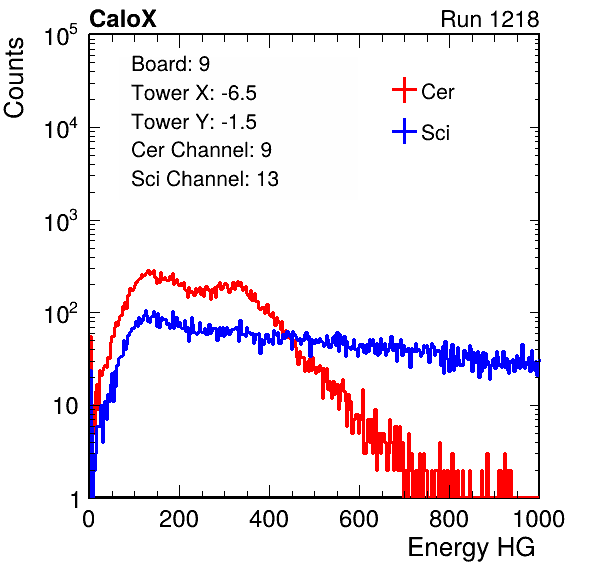 CaloX Run 1218
Counts
10^5
10^4
10^3
10^2
10
1
Board: 9
Tower X: -6.5
Tower Y: -1.5
Cer Channel: 9
Sci Channel: 13
Cer
Sci
0 200 400 600 800 1000
Energy HG